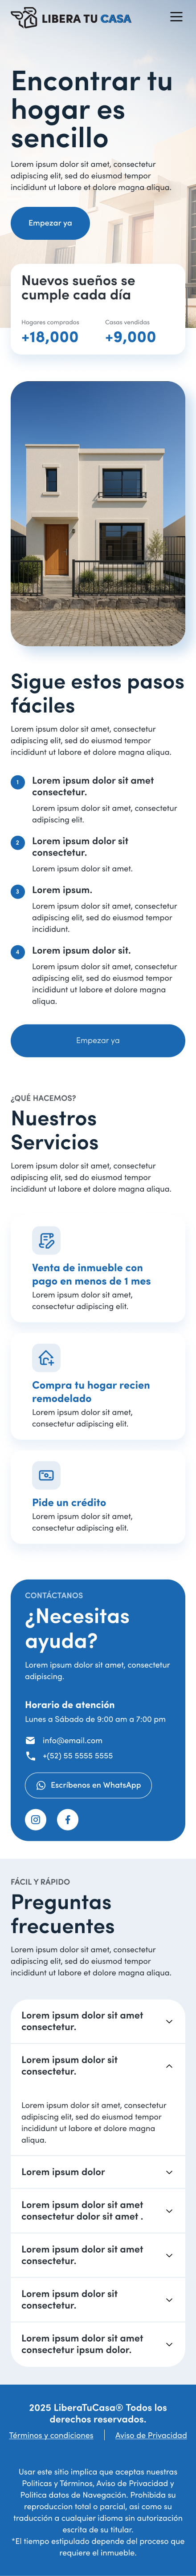 LIBERA TU CASA
Encontrar tu
hogar es
sencillo
Lorem ipsum dolor sit amet, consectetur
adipiscing elit, sed do eiusmod tempor
incididunt ut labore et dolore magna aliqua.
Empezar ya
Nuevos sueños se
cumple cada día
Hogares comprados
+18,000
Casas vendidas
+9,000
Sigue estos pasos
fáciles
Lorem ipsum dolor sit amet, consectetur
adipiscing elit, sed do eiusmod tempor
incididunt ut labore et dolore magna aliqua.
1 Lorem ipsum dolor sit amet
consectetur.
Lorem ipsum dolor sit amet, consectetur
adipiscing elit.
2 Lorem ipsum dolor sit
consectetur.
Lorem ipsum dolor sit amet.
3 Lorem ipsum.
Lorem ipsum dolor sit amet, consectetur
adipiscing elit, sed do eiusmod tempor
incididunt.
4 Lorem ipsum dolor sit.
Lorem ipsum dolor sit amet, consectetur
adipiscing elit, sed do eiusmod tempor
incididunt ut labore et dolore magna
aliqua.
Empezar ya
¿QUÉ HACEMOS?
Nuestros
Servicios
Lorem ipsum dolor sit amet, consectetur
adipiscing elit, sed do eiusmod tempor
incididunt ut labore et dolore magna aliqua.
Venta de inmueble con
pago en menos de 1 mes
Lorem ipsum dolor sit amet,
consectetur adipiscing elit.
Compra tu hogar recien
remodelado
Lorem ipsum dolor sit amet,
consectetur adipiscing elit.
Pide un crédito
Lorem ipsum dolor sit amet,
consectetur adipiscing elit.
CONTÁCTANOS
¿Necesitas
ayuda?
Lorem ipsum dolor sit amet, consectetur
adipiscing.
Horario de atención
Lunes a Sábado de 9:00 am a 7:00 pm
info@email.com
+(52) 55 5555 5555
Escríbenos en WhatsApp
FÁCIL Y RÁPIDO
Preguntas
frecuentes
Lorem ipsum dolor sit amet, consectetur
adipiscing elit, sed do eiusmod tempor
incididunt ut labore et dolore magna aliqua.
Lorem ipsum dolor sit amet
consectetur.
Lorem ipsum dolor sit
consectetur.
Lorem ipsum dolor sit amet, consectetur
adipiscing elit, sed do eiusmod tempor
incididunt ut labore et dolore magna
aliqua.
Lorem ipsum dolor
Lorem ipsum dolor sit amet
consectetur dolor sit amet .
Lorem ipsum dolor sit amet
consectetur.
Lorem ipsum dolor sit
consectetur.
Lorem ipsum dolor sit amet
consectetur ipsum dolor.
2025 LiberaTuCasa® Todos los
derechos reservados.
Términos y condiciones
Aviso de Privacidad
Usar este sitio implica que aceptas nuestras
Politicas y Términos, Aviso de Privacidad y
Politica datos de Navegación. Prohibida su
reproduccion total o parcial, asi como su
traducción a cualquier idioma sin autorización
escrita de su titular.
*El tiempo estipulado depende del proceso que
requiere el inmueble.